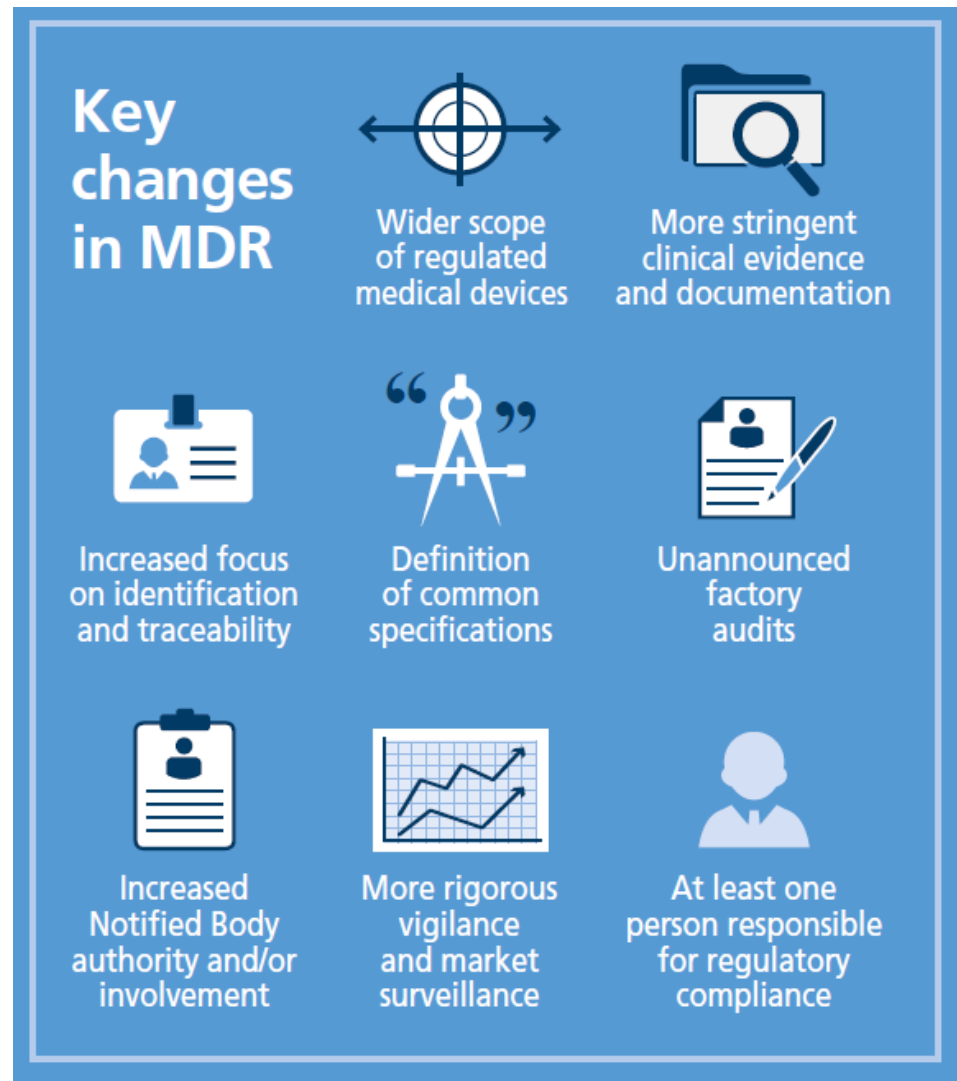 Key
changes
in MDR
Wider scope
of regulated
medical devices
More stringent
clinical evidence
and documentation
Increased focus
on identification
and traceability
“ ”
Definition
of common
specifications
Unannounced
factory
audits
Increased
Notified Body
authority and/or
involvement
More rigorous
vigilance
and market
surveillance
At least one
person responsible
for regulatory
compliance